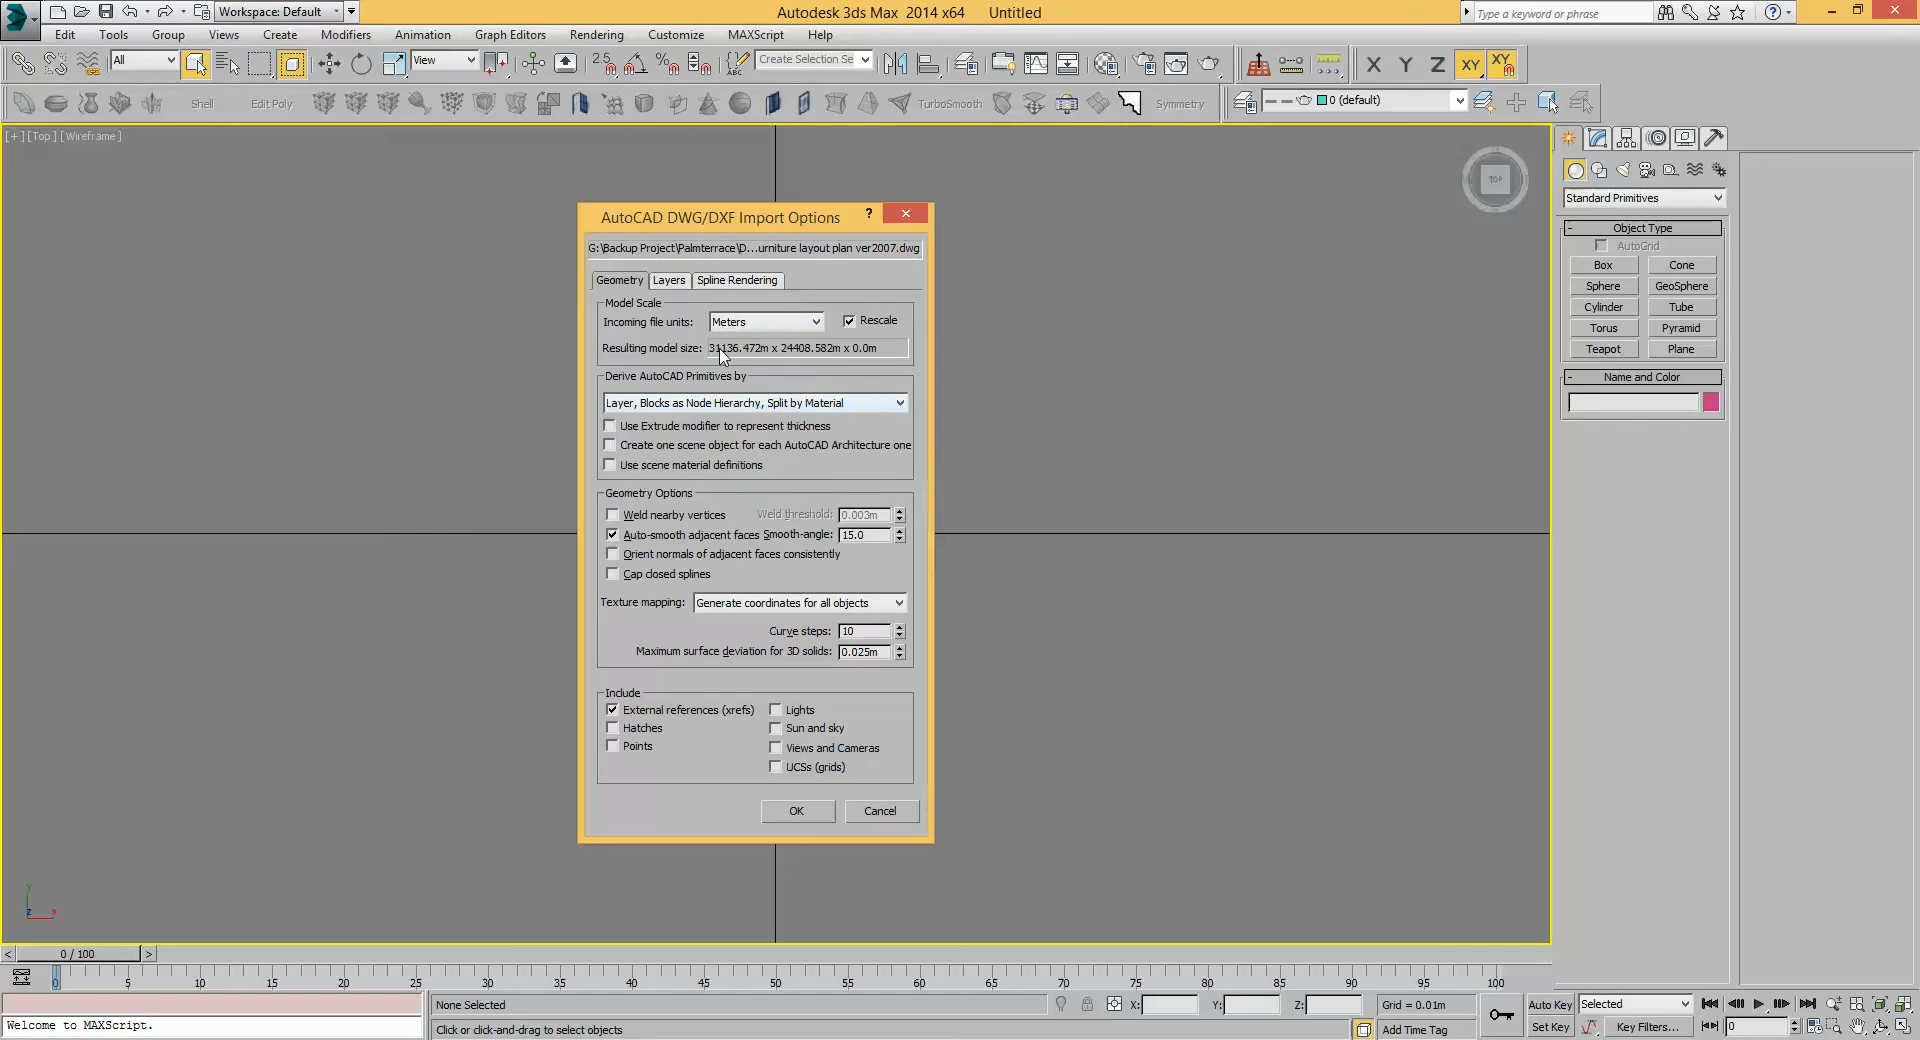 Workspace: Default
Autodesk 3ds Max 2014 x64 Untitled
Type a keyword or phrase
Edit Tools Group Views Create Modifiers Animation Graph Editors Rendering Customize MAXScript Help
All
View
2.5
Create Selection Se
X Y Z XY XY
Shell
Edit Poly
TurboSmooth
Symmetry
0 (default)
[+] [Top] [Wireframe]
TOP
AutoCAD DWG/DXF Import Options
?
G:\Backup Project\Palmterrace\D...urniture layout plan ver2007.dwg
Geometry Layers Spline Rendering
Model Scale
Incoming file units: Meters Rescale
Resulting model size: 31136.472m x 24408.582m x 0.0m
Derive AutoCAD Primitives by
Layer, Blocks as Node Hierarchy, Split by Material
Use Extrude modifier to represent thickness
Create one scene object for each AutoCAD Architecture one
Use scene material definitions
Geometry Options
Weld nearby vertices Weld threshold: 0.003m
Auto-smooth adjacent faces Smooth-angle: 15.0
Orient normals of adjacent faces consistently
Cap closed splines
Texture mapping: Generate coordinates for all objects
Curve steps: 10
Maximum surface deviation for 3D solids: 0.025m
Include
External references (xrefs) Lights
Hatches Sun and sky
Points Views and Cameras
UCSs (grids)
OK Cancel
Standard Primitives
- Object Type
AutoGrid
Box Cone
Sphere GeoSphere
Cylinder Tube
Torus Pyramid
Teapot Plane
- Name and Color
y
z x
< 0 / 100 >
0 5 10 15 20 25 30 35 40 45 50 55 60 65 70 75 80 85 90 95 100
None Selected X: Y: Z: Grid = 0.01m Auto Key Selected
Welcome to MAXScript. Click or click-and-drag to select objects Add Time Tag Set Key Key Filters... 0